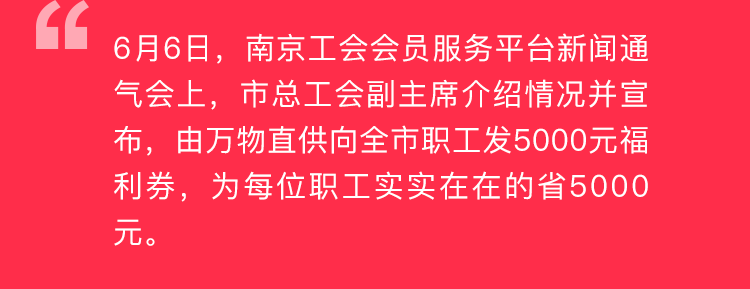 6月6日，南京工会会员服务平台新闻通
气会上，市总工会副主席介绍情况并宣
布，由万物直供向全市职工发5000元福
利券，为每位职工实实在在的省5000
元。